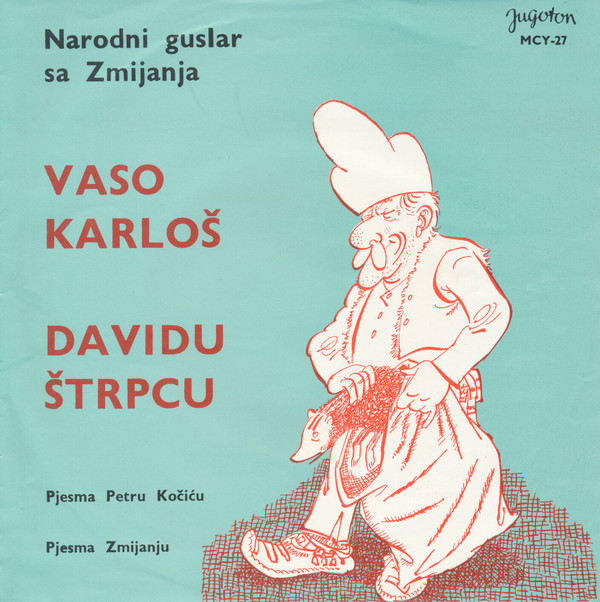 Jugoton
MCY-27
Narodni guslar
sa Zmijanja
VASO
KARLOŠ
DAVIDU
ŠTRPCU
Pjesma Petru Kočiću
Pjesma Zmijanju